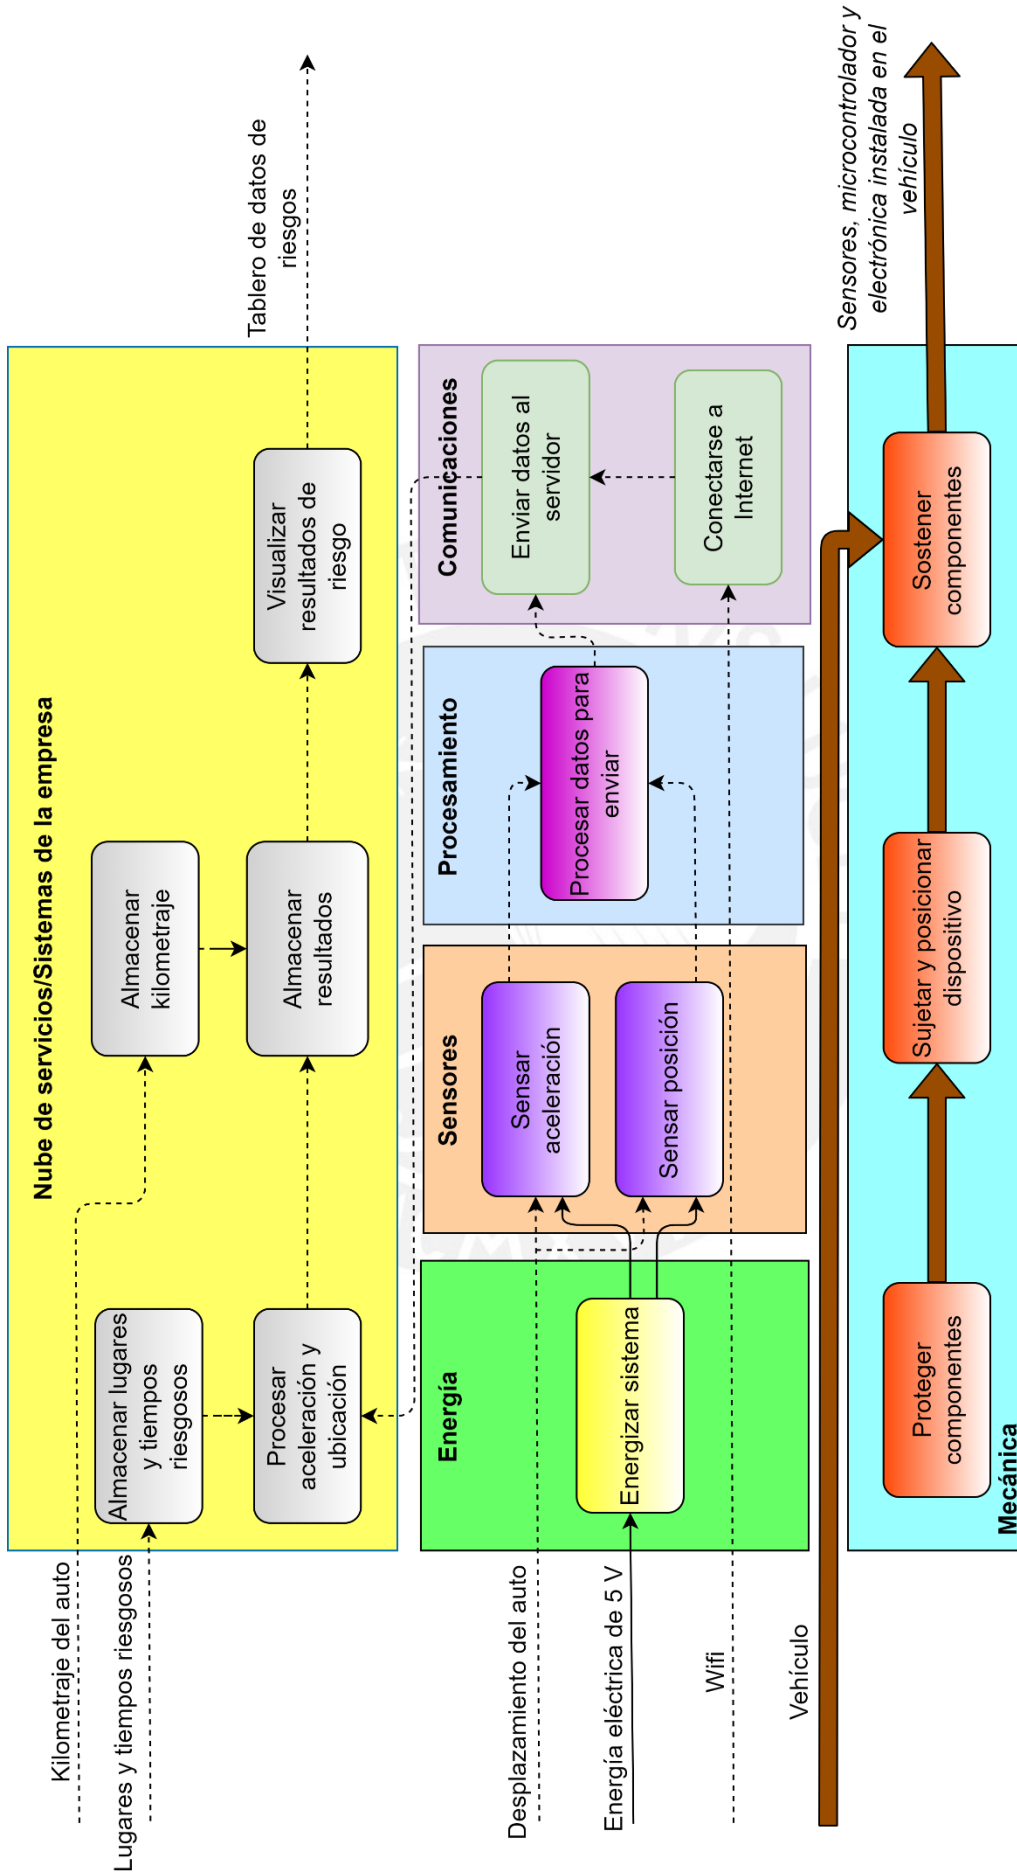 Kilometraje del auto
Lugares y tiempos riesgosos
Nube de servicios/Sistemas de la empresa
Almacenar lugares
y tiempos
riesgosos
Almacenar
kilometraje
Procesar
aceleración y
ubicación
Almacenar
resultados
Visualizar
resultados de
riesgo
Tablero de datos de
riesgos
Desplazamiento del auto
Energía eléctrica de 5 V
Wifi
Energía
Energizar sistema
Sensores
Sensar
aceleración
Sensar posición
Procesamiento
Procesar datos para
enviar
Comunicaciones
Enviar datos al
servidor
Conectarse a
Internet
Vehículo
Proteger
componentes
Sujetar y posicionar
dispositivo
Sostener
componentes
Mecánica
Sensores, microcontrolador y
electrónica instalada en el
vehículo